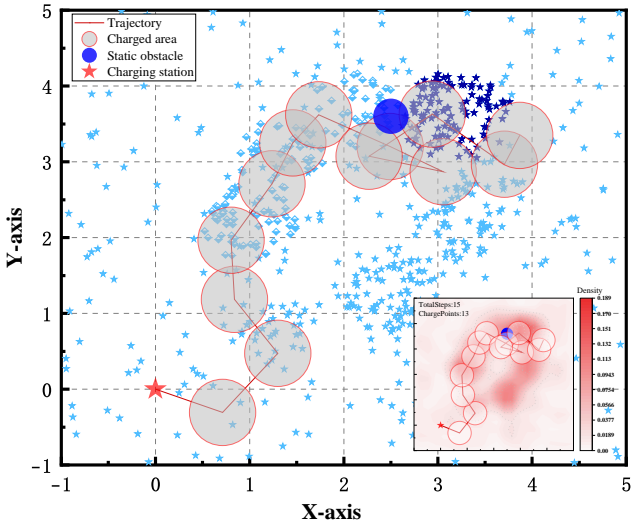 5
4
3
2
1
0
-1
Y-axis
Trajectory
Charged area
Static obstacle
Charging station
Density
TotalSteps:15
ChargePoints:13
0.189
0.170
0.151
0.132
0.113
0.0943
0.0754
0.0566
0.0377
0.0189
0.00
-1 0 1 2 3 4 5
X-axis